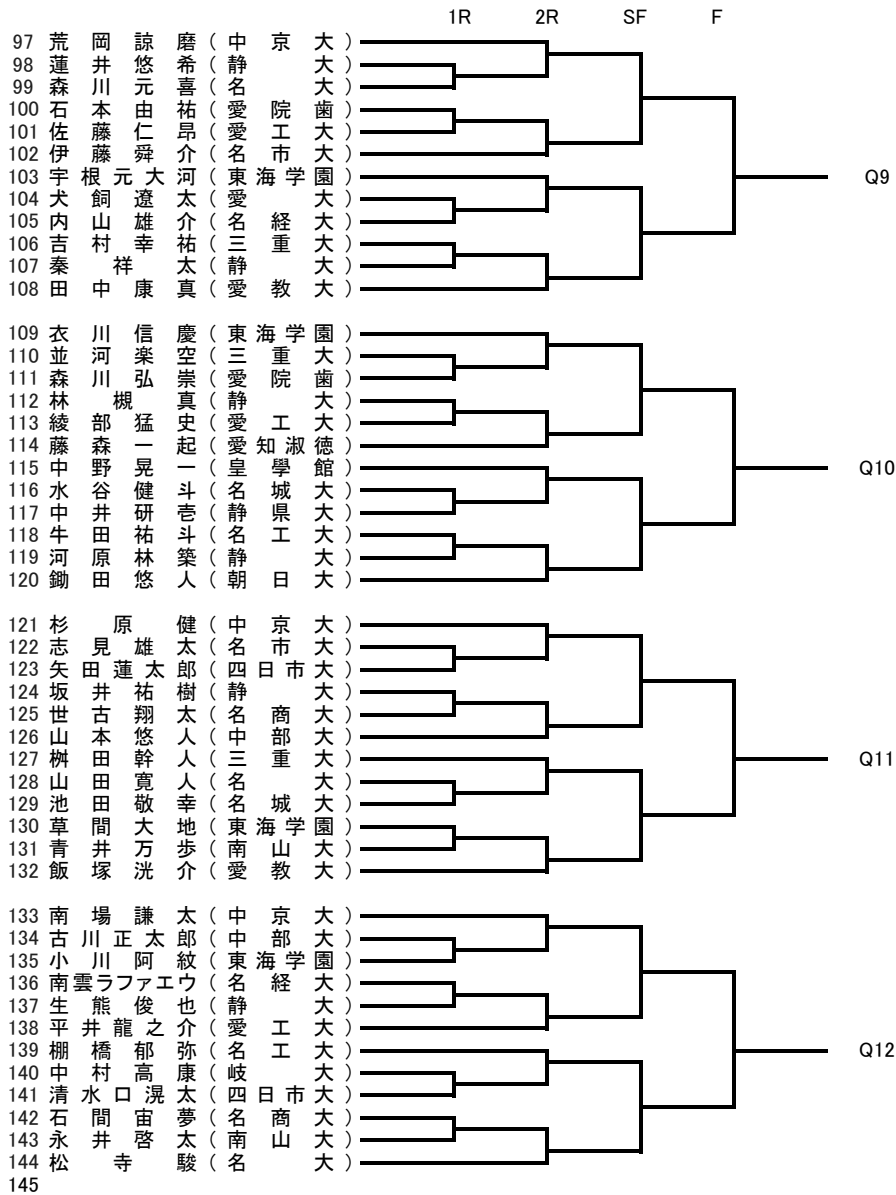 1R 2R SF F
97 荒岡諒磨(中京大)
98 蓮井悠希(静大)
99 森川元喜(名大)
100 石本由祐(愛院歯)
101 佐藤仁昂(愛工大)
102 伊藤舜介(名市大)
103 宇根元大河(東海学園)
Q9
104 犬飼遼太(愛大)
105 内山雄介(名経大)
106 吉村幸祐(三重大)
107 秦祥太(静大)
108 田中康真(愛教大)
109 衣川信慶(東海学園)
110 並河楽空(三重大)
111 森川弘崇(愛院歯)
112 林槻真(静大)
113 綾部猛史(愛工大)
114 藤森一起(愛知淑徳)
115 中野晃一(皇學館)
Q10
116 水谷健斗(名城大)
117 中井研壱(静県大)
118 牛田祐斗(名工大)
119 河原林築(静大)
120 鋤田悠人(朝日大)
121 杉原健(中京大)
122 志見雄太(名市大)
123 矢田蓮太郎(四日市大)
124 坂井祐樹(静大)
125 世古翔太(名商大)
126 山本悠人(中部大)
127 桝田幹人(三重大)
Q11
128 山田寛人(名大)
129 池田敬幸(名城大)
130 草間大地(東海学園)
131 青井万歩(南山大)
132 飯塚洸介(愛教大)
133 南場謙太(中京大)
134 古川正太郎(中部大)
135 小川阿紋(東海学園)
136 南雲ラファエウ(名経大)
137 生熊俊也(静大)
138 平井龍之介(愛工大)
139 棚橋郁弥(名工大)
Q12
140 中村高康(岐大)
141 清水口滉太(四日市大)
142 石間宙夢(名商大)
143 永井啓太(南山大)
144 松寺駿(名大)
145